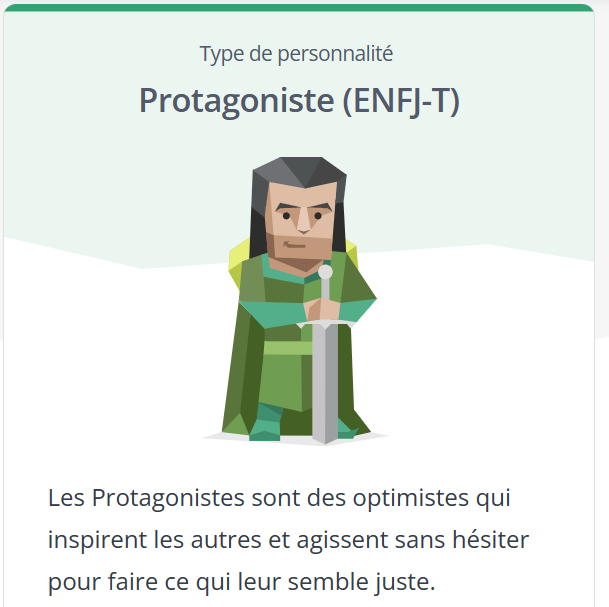 Type de personnalité
Protagoniste (ENFJ-T)
Les Protagonistes sont des optimistes qui
inspirent les autres et agissent sans hésiter
pour faire ce qui leur semble juste.